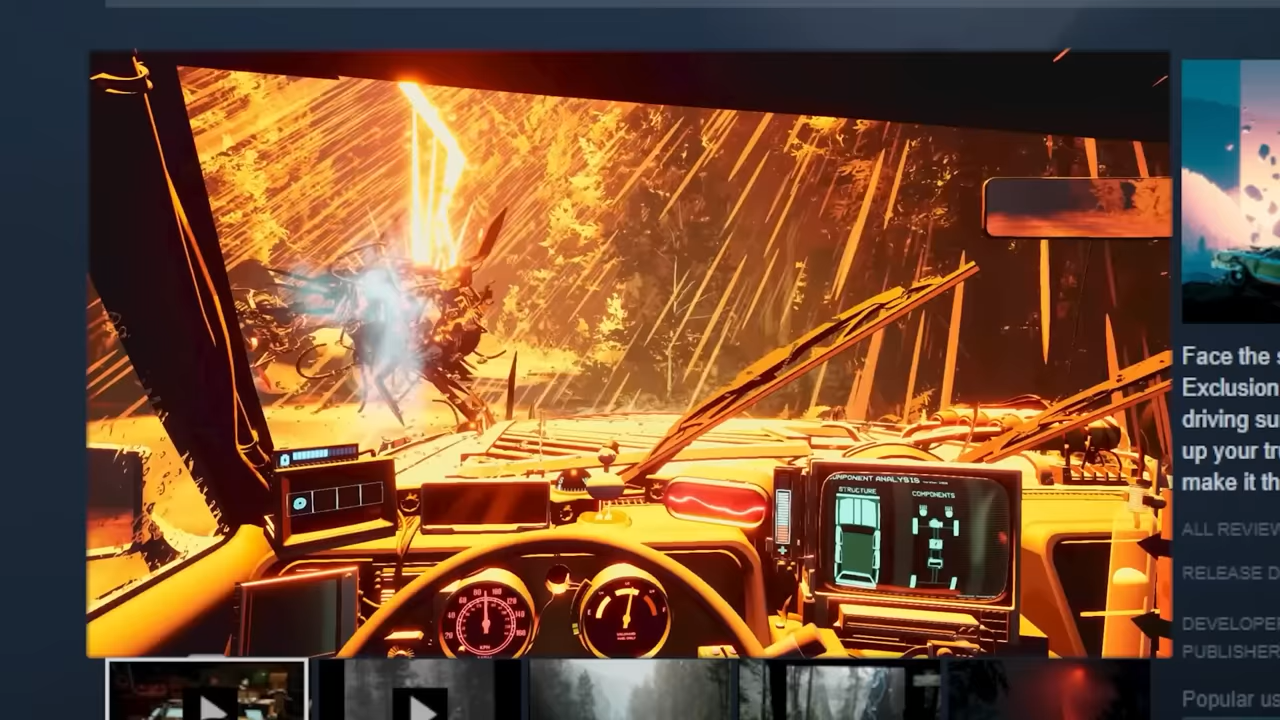 Face the
Exclusion
driving su
up your tr
make it th
ALL REVIEW
RELEASE D
DEVELOPE
PUBLISHER
Popular us
COMPONENT ANALYSIS
STRUCTURE
COMPONENTS